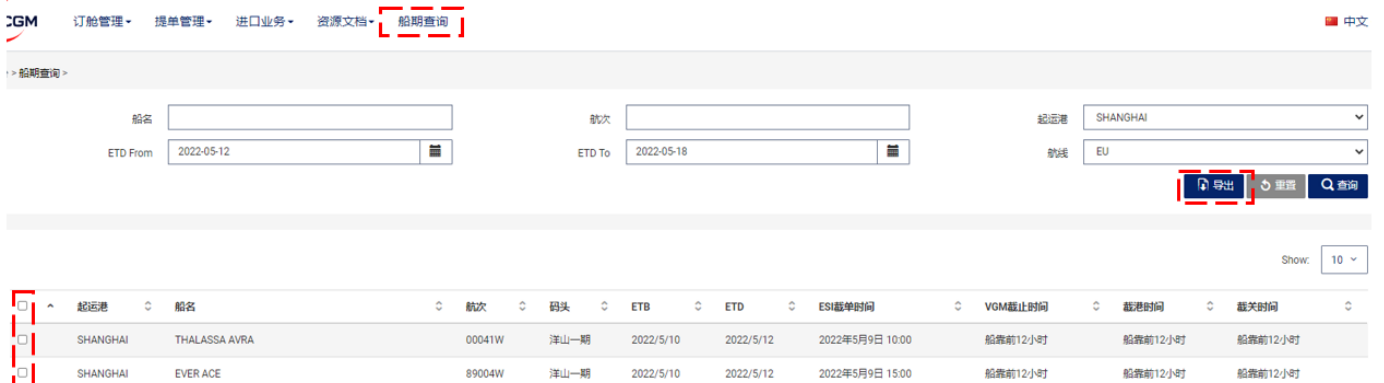 CGM 订舱管理 提单管理 进口业务 资源文档 船期查询 中文
> 船期查询 >
船名 航次 起运港 SHANGHAI
ETD From 2022-05-12 ETD To 2022-05-18 航线 EU
导出 重置 查询
Show: 10
起运港 船名 航次 码头 ETB ETD ESI截单时间 VGM截止时间 截港时间 截关时间
SHANGHAI THALASSA AVRA 00041W 洋山一期 2022/5/10 2022/5/12 2022年5月9日 10:00 船靠前12小时 船靠前12小时 船靠前12小时
SHANGHAI EVER ACE 89004W 洋山一期 2022/5/10 2022/5/12 2022年5月9日 15:00 船靠前12小时 船靠前12小时 船靠前12小时